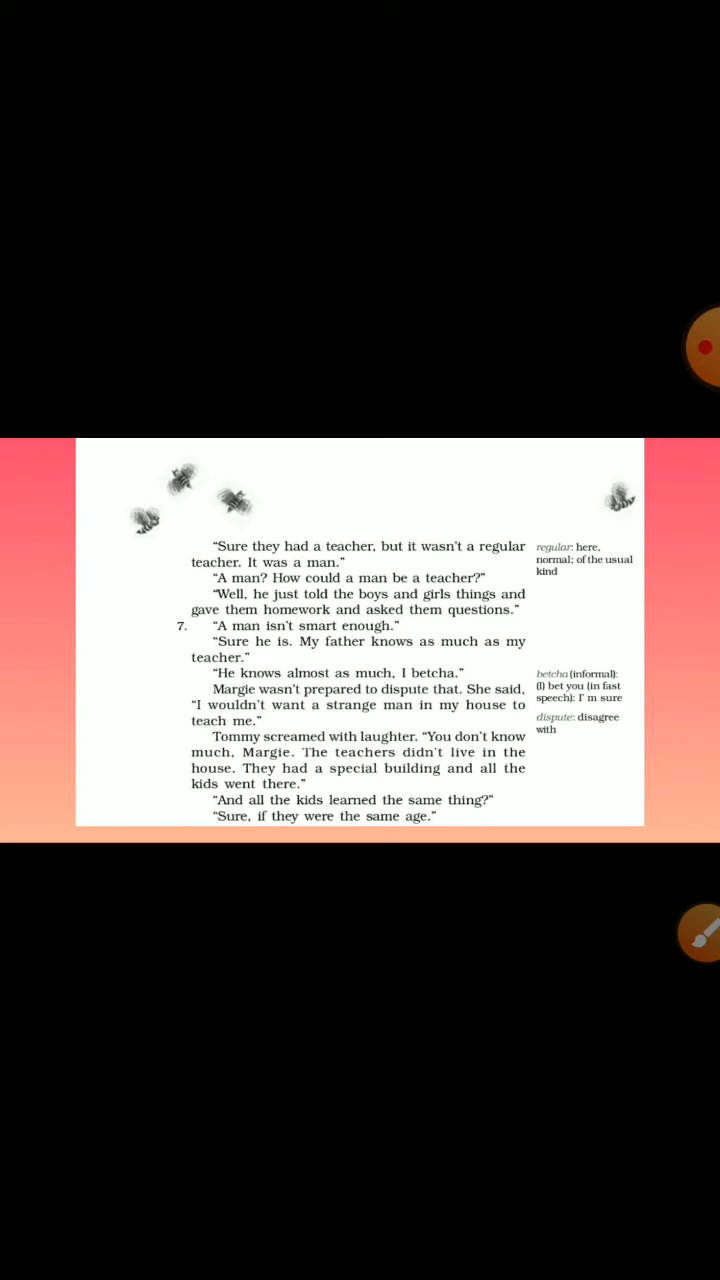 “Sure they had a teacher, but it wasn’t a regular
teacher. It was a man.”
“A man? How could a man be a teacher?”
“Well, he just told the boys and girls things and
gave them homework and asked them questions.”
7. “A man isn’t smart enough.”
“Sure he is. My father knows as much as my
teacher.”
“He knows almost as much, I betcha.”
Margie wasn’t prepared to dispute that. She said,
“I wouldn’t want a strange man in my house to
teach me.”
Tommy screamed with laughter. “You don’t know
much, Margie. The teachers didn’t live in the
house. They had a special building and all the
kids went there.”
“And all the kids learned the same thing?”
“Sure, if they were the same age.”
regular: here,
normal; of the usual
kind
betcha (informal):
(I) bet you (in fast
speech): I’ m sure
dispute: disagree
with